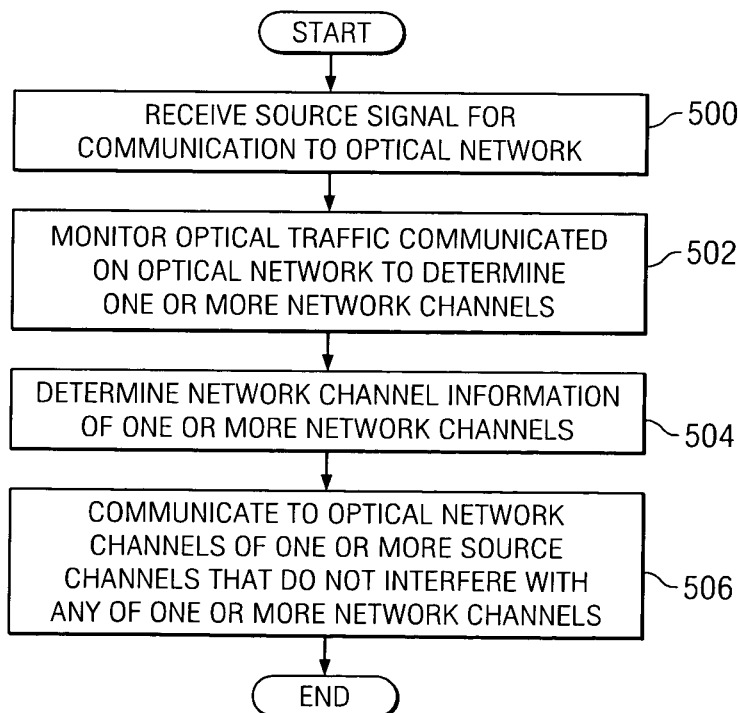 START
RECEIVE SOURCE SIGNAL FOR
COMMUNICATION TO OPTICAL NETWORK
500
MONITOR OPTICAL TRAFFIC COMMUNICATED
ON OPTICAL NETWORK TO DETERMINE
ONE OR MORE NETWORK CHANNELS
502
DETERMINE NETWORK CHANNEL INFORMATION
OF ONE OR MORE NETWORK CHANNELS
504
COMMUNICATE TO OPTICAL NETWORK
CHANNELS OF ONE OR MORE SOURCE
CHANNELS THAT DO NOT INTERFERE WITH
ANY OF ONE OR MORE NETWORK CHANNELS
506
END